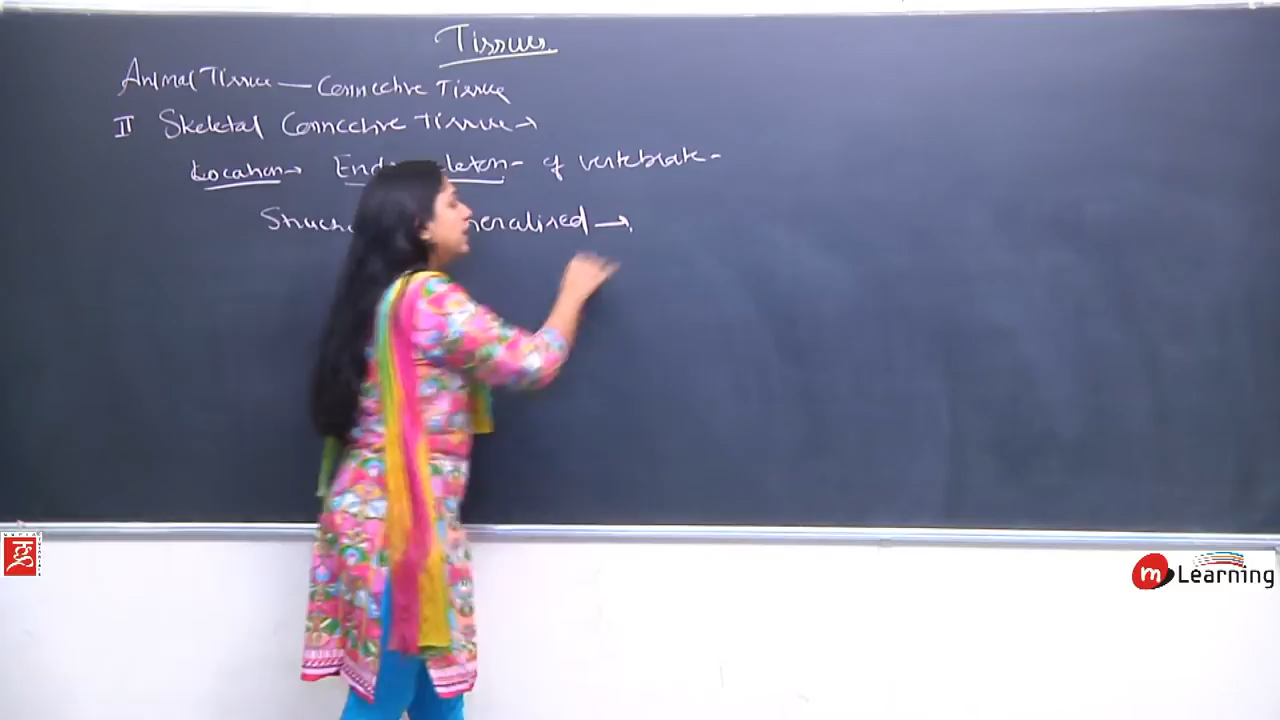 Tissues
Animal Tissue — Connective Tissue
II Skeletal Connective Tissue →
Location → of vertebrate -
m Learning